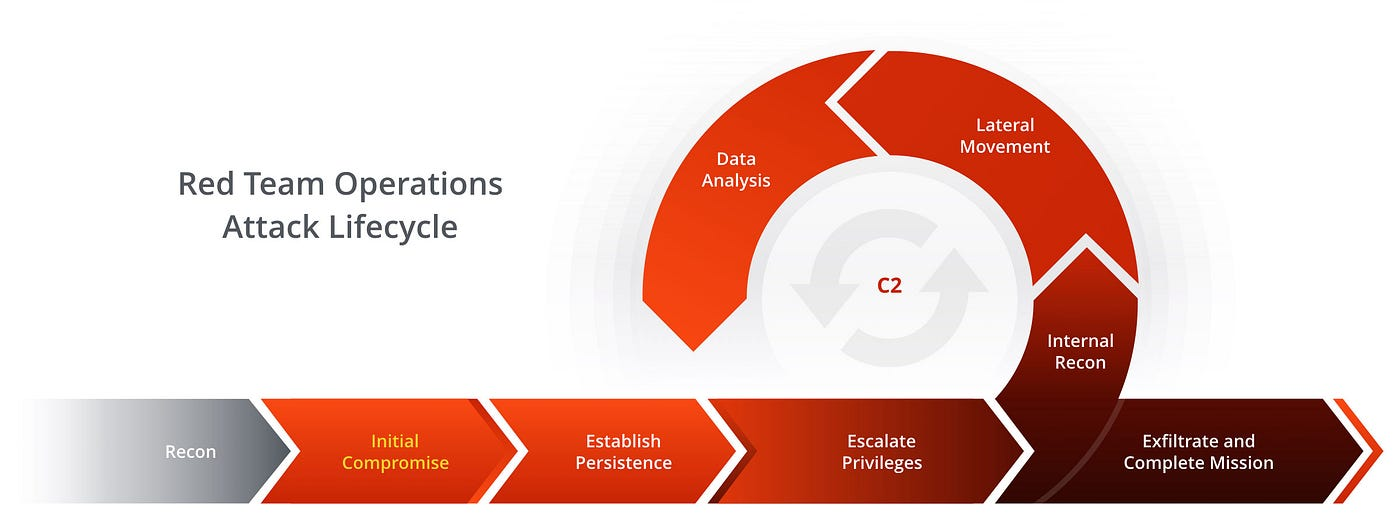 Red Team Operations
Attack Lifecycle
Data
Analysis
Lateral
Movement
C2
Internal
Recon
Recon
Initial
Compromise
Establish
Persistence
Escalate
Privileges
Exfiltrate and
Complete Mission